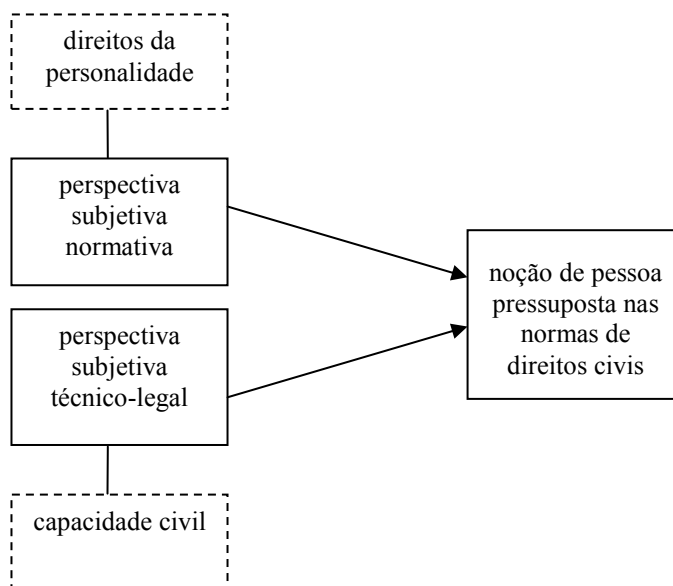 direitos da
personalidade
perspectiva
subjetiva
normativa
perspectiva
subjetiva
técnico-legal
capacidade civil
noção de pessoa
pressuposta nas
normas de
direitos civis